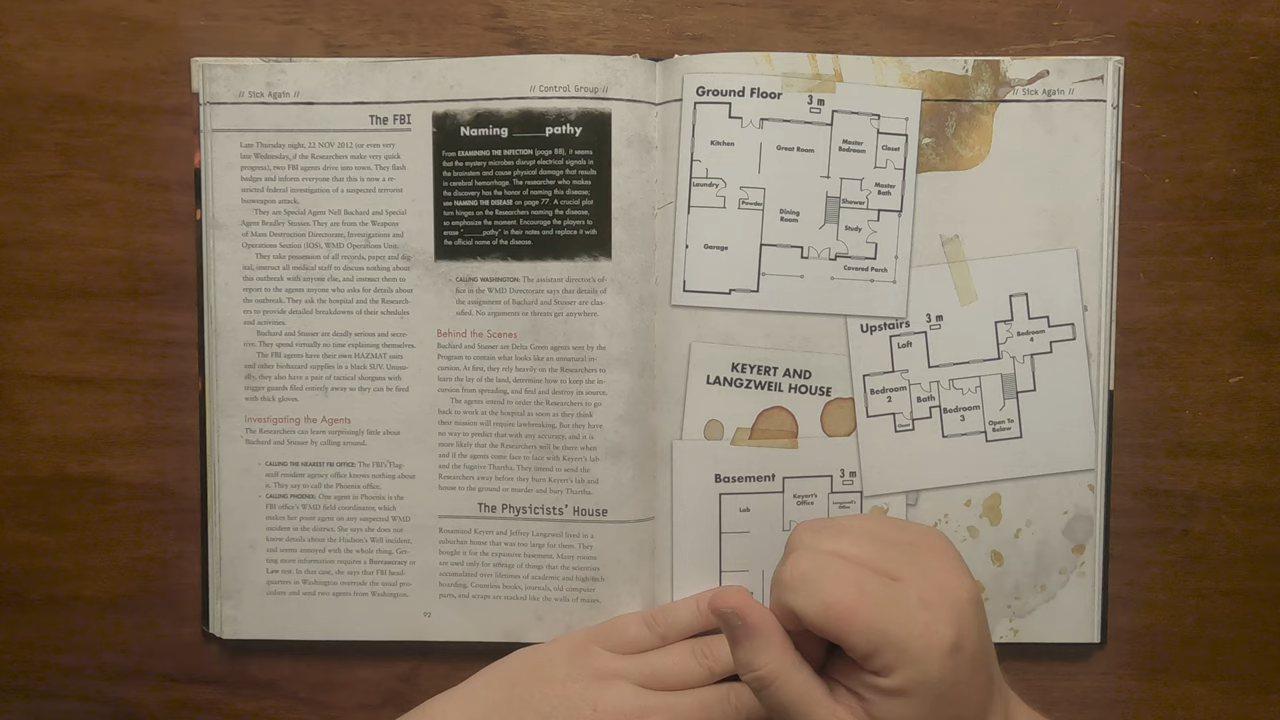 // Sick Again //
// Control Group //
The FBI
Late Thursday night, 22 NOV 2012 (or even very
late Wednesday, if the Researchers make very quick
progress), two FBI agents drive into town. They flash
badges and inform everyone that this is now a re-
stricted federal investigation of a suspected terrorist
bioweapon attack.
They are Special Agent Nell Buchard and Special
Agent Bradley Stusser. They are from the Weapons
of Mass Destruction Directorate, Investigations and
Operations Section (IOS), WMD Operations Unit.
They take possession of all records, paper and dig-
ital, instruct all medical staff to discuss nothing about
this outbreak with anyone else, and instruct them to
report to the agents anyone who asks for details about
the outbreak. They ask the hospital and the Research-
ers to provide detailed breakdowns of their schedules
and activities.
Buchard and Stusser are deadly serious and secre-
tive. They spend virtually no time explaining themselves.
The FBI agents have their own HAZMAT suits
and other biohazard supplies in a black SUV. Unusu-
ally, they also have a pair of tactical shotguns with
trigger guards filed entirely away so they can be fired
with thick gloves.
Investigating the Agents
The Researchers can learn surprisingly little about
Buchard and Stusser by calling around.
CALLING THE NEAREST FBI OFFICE: The FBI's Flag-
staff resident agency office knows nothing about
it. They say to call the Phoenix office.
CALLING PHOENIX: One agent in Phoenix is the
FBI office's WMD field coordinator, which
makes her point agent on any suspected WMD
incident in the district. She says she does not
know details about the Hudson's Well incident,
and seems annoyed with the whole thing. Get-
ting more information requires a Bureaucracy or
Law test. In that case, she says that FBI head-
quarters in Washington overrode the usual pro-
cedure and send two agents from Washington.
Naming _____pathy
From EXAMINING THE INFECTION (page 88), it seems
that the mystery microbes disrupt electrical signals in
the brainstem and cause physical damage that results
in cerebral hemorrhage. The researcher who makes
the discovery has the honor of naming this disease;
see NAMING THE DISEASE on page 77. A crucial plot
turn hinges on the Researchers naming the disease,
so emphasize the moment. Encourage the players to
erase "_____pathy" in their notes and replace it with
the official name of the disease.
CALLING WASHINGTON: The assistant director's of-
fice in the WMD Directorate says that details of
the assignment of Buchard and Stusser are clas-
sified. No arguments or threats get anywhere.
Behind the Scenes
Buchard and Stusser are Delta Green agents sent by the
Program to contain what looks like an unnatural in-
cursion. At first, they rely heavily on the Researchers to
learn the lay of the land, determine how to keep the in-
cursion from spreading, and find and destroy its source.
The agents intend to order the Researchers to go
back to work at the hospital as soon as they think
their mission will require lawbreaking. But they have
no way to predict that with any accuracy, and it is
more likely that the Researchers will be there when
and if the agents come face to face with Keyert's lab
and the fugitive Thartha. They intend to send the
Researchers away before they burn Keyert's lab and
house to the ground or murder and bury Thartha.
The Physicists' House
Rosamund Keyert and Jeffroy Langzweil lived in a
suburban house that was too large for them. They
bought it for the expansive basement. Many rooms
are used only for storage of things that the scientists
accumulated over lifetimes of academic and high-tech
hoarding. Countless books, journals, old computer
parts, and scraps are stacked like the walls of mazes.
92
// Sick Again //
Ground Floor
3 m
Kitchen
Great Room
Master
Bedroom
Closet
Laundry
Powder
Master
Bath
Shower
Dining
Room
Study
Garage
Covered Porch
Upstairs
3 m
Loft
Bedroom
4
Bedroom
2
Bath
Bedroom
3
Closet
Open To
Below
KEYERT AND
LANGZWEIL HOUSE
Basement
3 m
Lab
Keyert's
Office
Langzweil's
Office